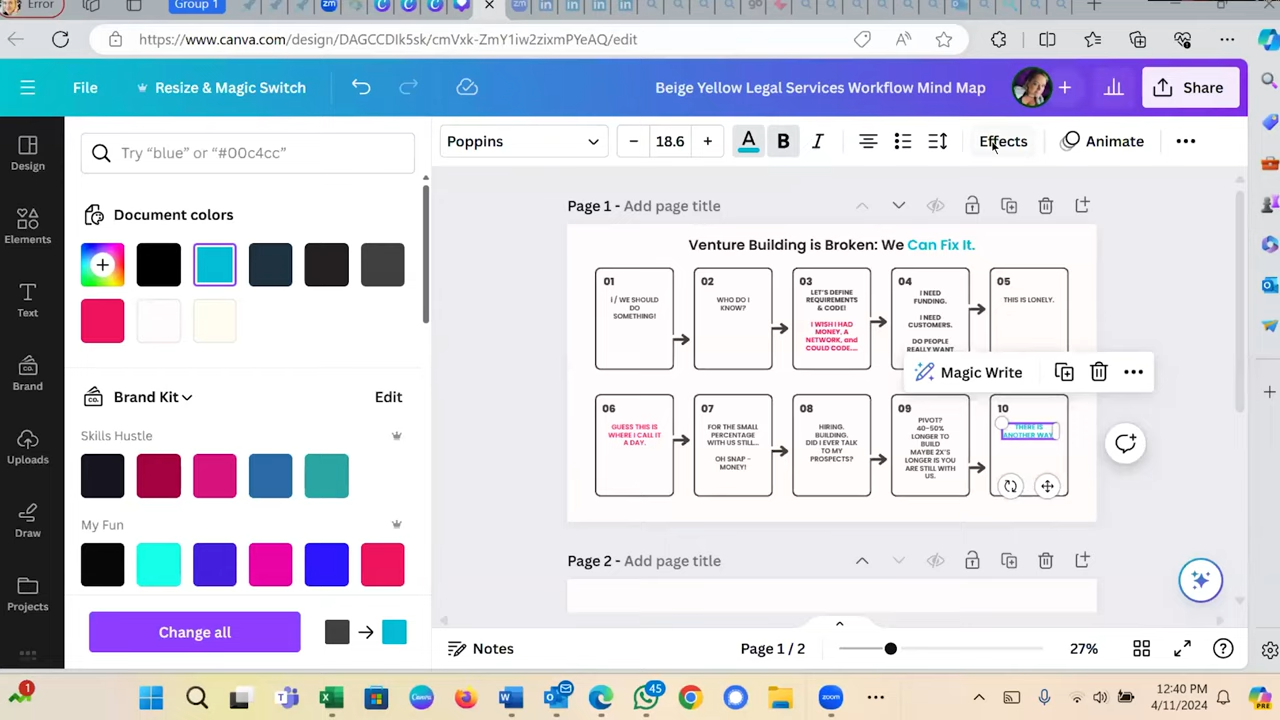 Error
Group 1
https://www.canva.com/design/DAGCCDIk5sk/cmVxk-ZmY1iw2zixmPYeAQ/edit
File
Resize & Magic Switch
Beige Yellow Legal Services Workflow Mind Map
Share
Design
Elements
Text
Brand
Uploads
Draw
Projects
Try “blue” or “#00c4cc”
Document colors
Brand Kit
Edit
Skills Hustle
My Fun
Change all
Poppins
18.6
A
B
I
Effects
Animate
Page 1 - Add page title
Venture Building is Broken: We Can Fix It.
01
I / WE SHOULD
DO
SOMETHING!
02
WHO DO I
KNOW?
03
LET'S DEFINE
REQUIREMENTS
& CODE!
I WISH I HAD
MONEY, A
NETWORK, and
COULD CODE....
04
I NEED
FUNDING.
I NEED
CUSTOMERS.
DO PEOPLE
REALLY WANT
05
THIS IS LONELY.
Magic Write
06
GUESS THIS IS
WHERE I CALL IT
A DAY.
07
FOR THE SMALL
PERCENTAGE
WITH US STILL...
OH SNAP -
MONEY!
08
HIRING.
BUILDING.
DID I EVER TALK
TO MY
PROSPECTS?
09
PIVOT?
40-50%
LONGER TO
BUILD
MAYBE 2X'S
LONGER IS YOU
ARE STILL WITH
US.
10
THERE IS
ANOTHER WAY
Page 2 - Add page title
Notes
Page 1 / 2
27%
1
45
12:40 PM
4/11/2024
PRE